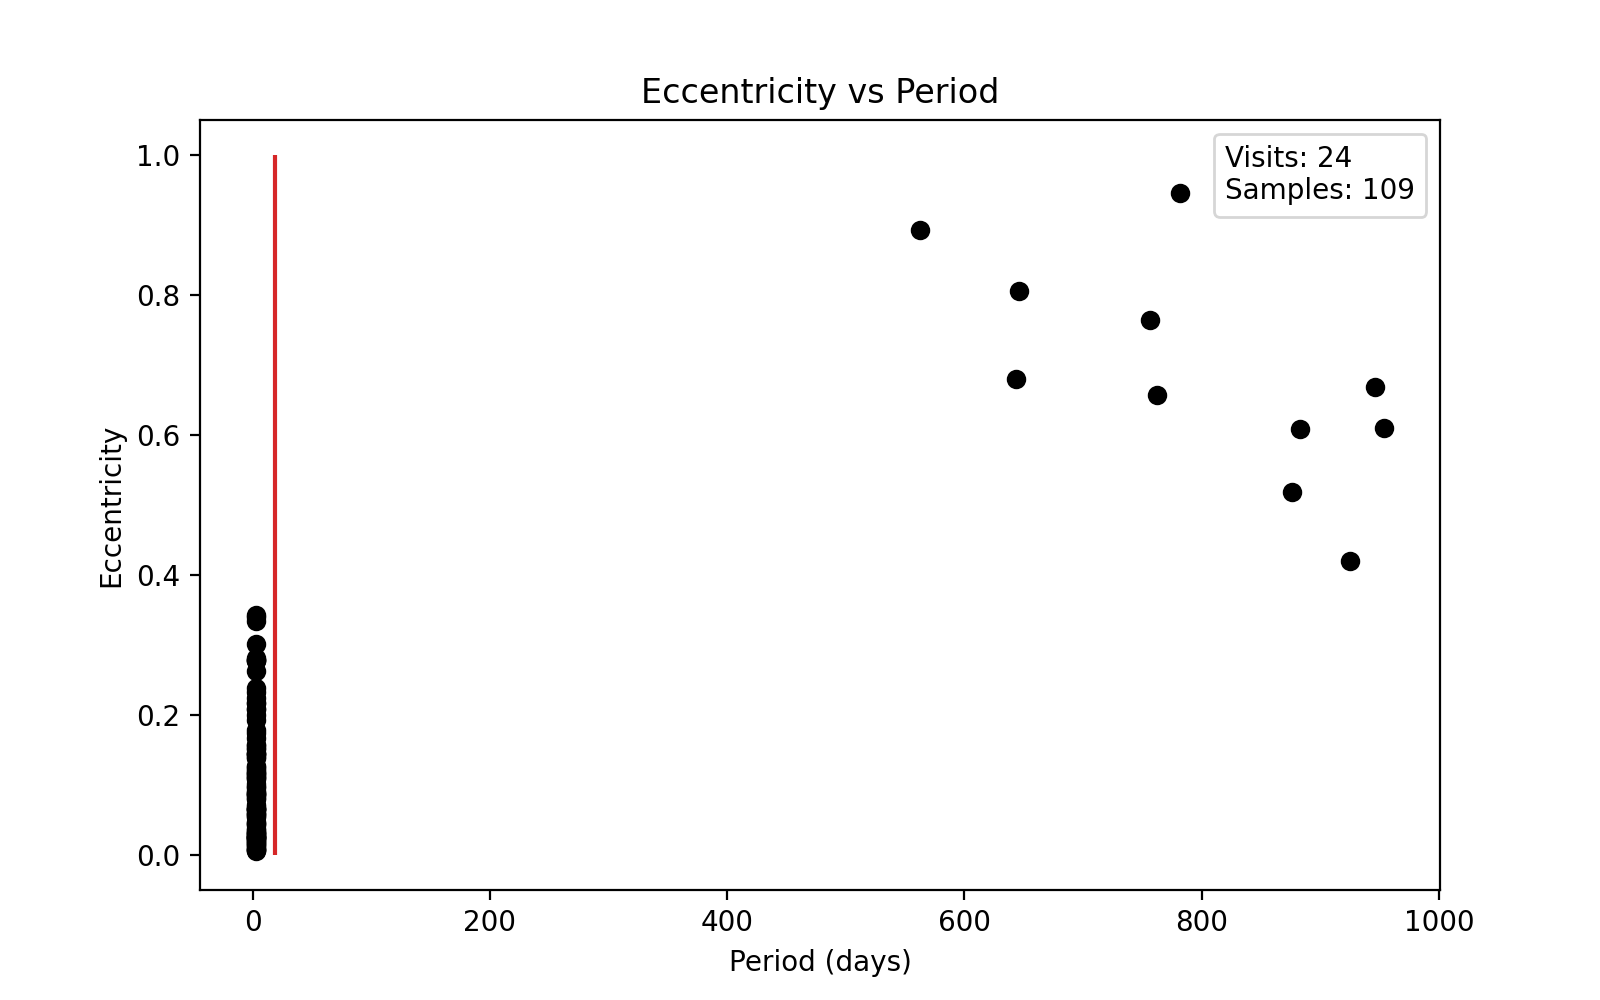 Eccentricity vs Period
Visits: 24
Samples: 109
1.0
0.8
0.6
0.4
0.2
0.0
Eccentricity
0 200 400 600 800 1000
Period (days)